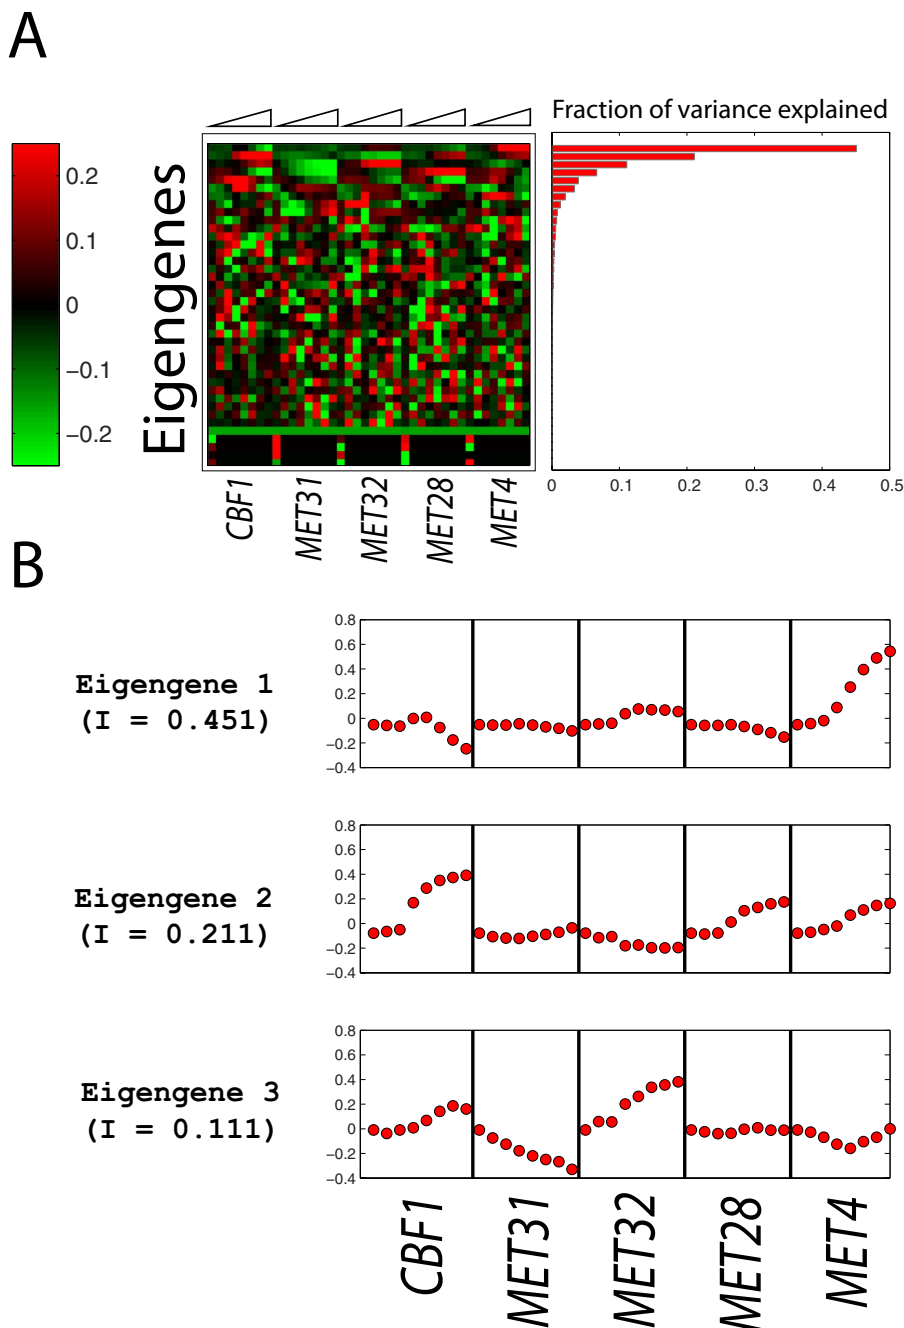 A
Fraction of variance explained
Eigengenes
0.2
0.1
0
−0.1
−0.2
0 0.1 0.2 0.3 0.4 0.5
CBF1 MET31 MET32 MET28 MET4
B
Eigengene 1
(I = 0.451)
0.8
0.6
0.4
0.2
0
−0.2
−0.4
Eigengene 2
(I = 0.211)
0.8
0.6
0.4
0.2
0
−0.2
−0.4
Eigengene 3
(I = 0.111)
0.8
0.6
0.4
0.2
0
−0.2
−0.4
CBF1 MET31 MET32 MET28 MET4